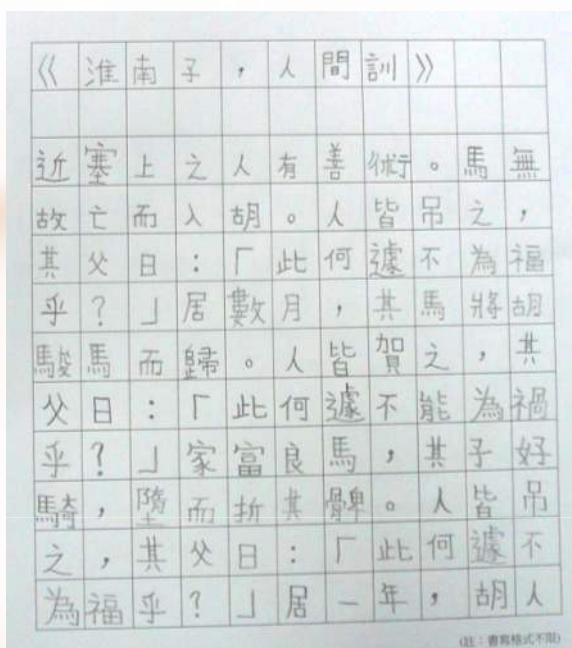 《淮南子，人間訓》
近塞上之人有善術。馬無
故亡而入胡。人皆吊之，
其父日：「此何遽不為福
乎？」居數月，其馬將胡
駿馬而歸。人皆賀之，其
父日：「此何遽不能為禍
乎？」家富良馬，其子好
騎，墮而折其髀。人皆吊
之，其父日：「此何遽不
為福乎？」居一年，胡人
(註：書寫格式不限)